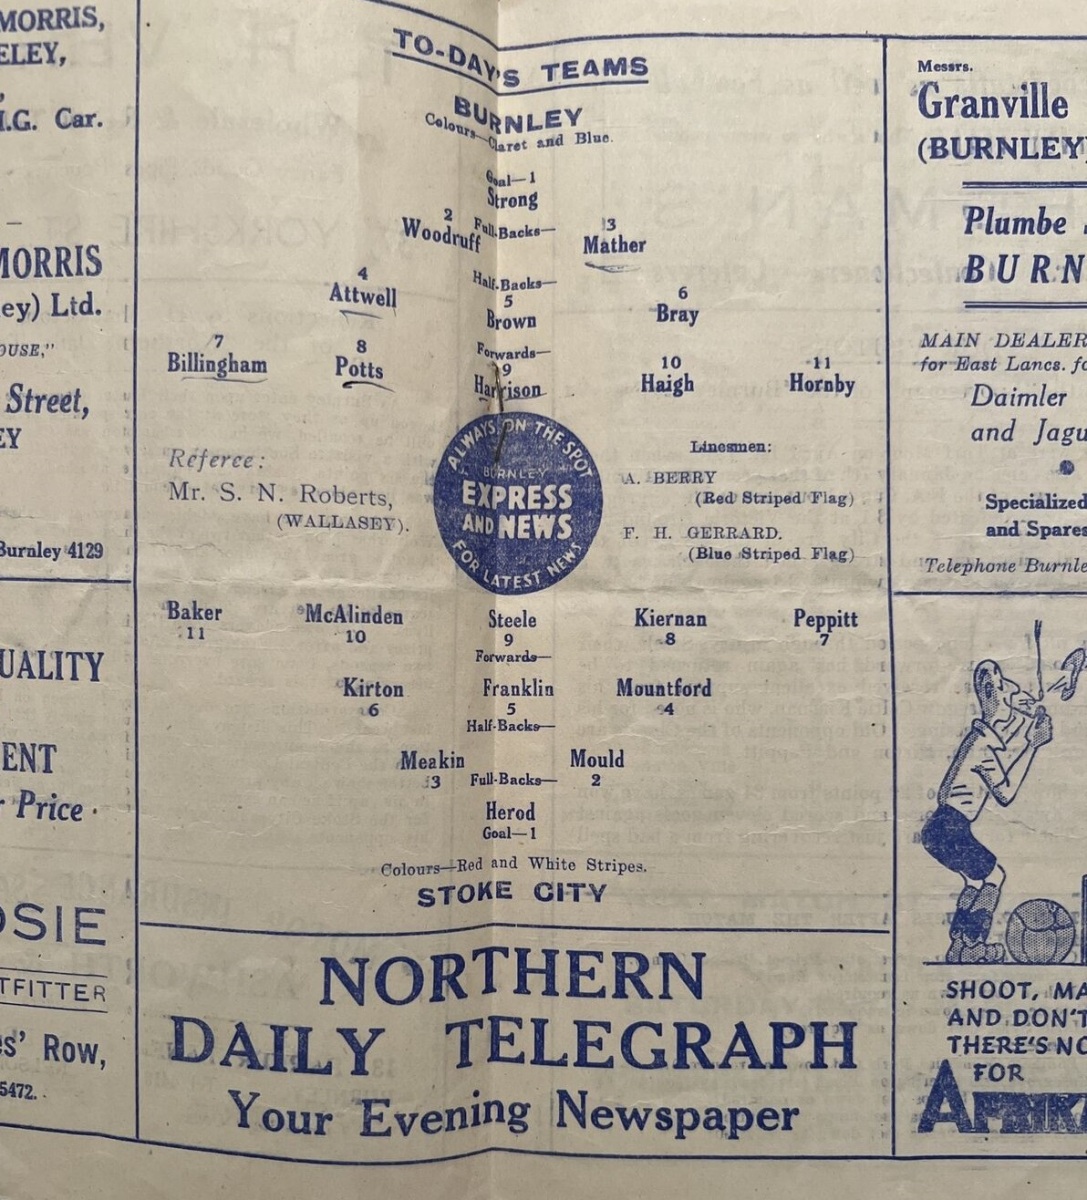 MORRIS,
ELEY,
I.G. Car.
MORRIS
ey) Ltd.
OUSE,"
Street,
EY
Burnley 4129
UALITY
ENT
Price
OSIE
TFITTER
es' Row,
5472.
TO-DAY'S TEAMS
BURNLEY
Colours—Claret and Blue.
Goal—1
Strong
2 Full-Backs— 3
Woodruff Mather
4 Half-Backs— 6
Attwell 5 Bray
Brown
7 8 Forwards— 10 11
Billingham Potts 9 Haigh Hornby
Harrison
Referee:
Mr. S. N. Roberts,
(WALLASEY).
ALWAYS ON THE SPOT
BURNLEY
EXPRESS
AND NEWS
FOR LATEST NEWS
Linesmen:
A. BERRY
(Red Striped Flag)
F. H. GERRARD.
(Blue Striped Flag)
Baker McAlinden Steele Kiernan Peppitt
11 10 9 8 7
Forwards—
Kirton Franklin Mountford
6 5 4
Half-Backs—
Meakin Mould
3 Full-Backs— 2
Herod
Goal—1
Colours—Red and White Stripes.
STOKE CITY
NORTHERN
DAILY TELEGRAPH
Your Evening Newspaper
Messrs.
Granville
(BURNLEY)
Plumbe
BURN
MAIN DEALER
for East Lancs. fo
Daimler
and Jagu
Specialized
and Spares
Telephone Burnle
SHOOT, MA
AND DON'T
THERE'S NO
FOR